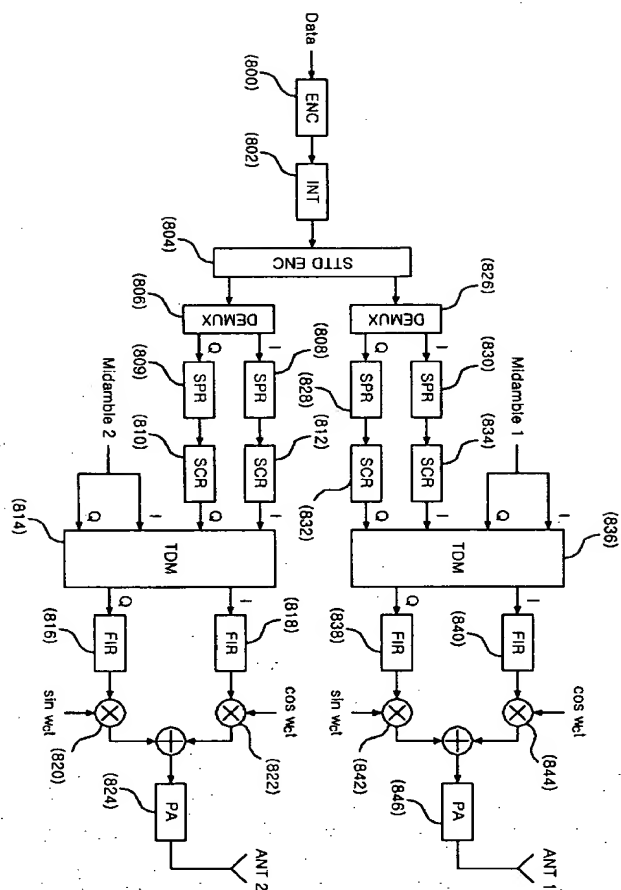 Data
(800)
ENC
(802)
INT
(804)
STTD ENC
(826)
DEMUX
I
Q
(830)
SPR
(828)
SPR
(834)
SCR
(832)
SCR
Midamble 1
I
Q
I
Q
(836)
TDM
I
Q
(840)
FIR
(838)
FIR
cos wct
(844)
sin wct
(842)
(846)
PA
ANT 1
(806)
DEMUX
I
Q
(808)
SPR
(809)
SPR
(812)
SCR
(810)
SCR
Midamble 2
I
Q
I
Q
(814)
TDM
I
Q
(818)
FIR
(816)
FIR
cos wct
(822)
sin wct
(820)
(824)
PA
ANT 2